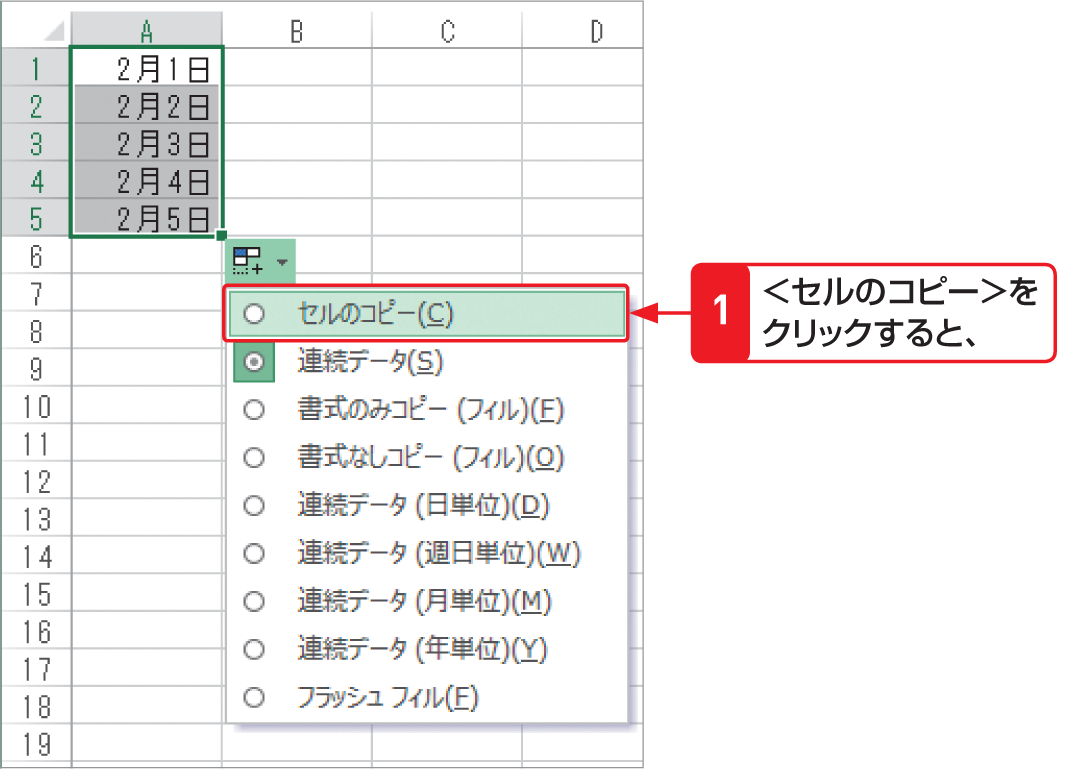 A B C D
1 2月1日
2 2月2日
3 2月3日
4 2月4日
5 2月5日
6
7
8
9
10
11
12
13
14
15
16
17
18
19
セルのコピー(C)
連続データ(S)
書式のみコピー (フィル)(F)
書式なしコピー (フィル)(O)
連続データ (日単位)(D)
連続データ (週日単位)(W)
連続データ (月単位)(M)
連続データ (年単位)(Y)
フラッシュ フィル(F)
1
＜セルのコピー＞を
クリックすると、